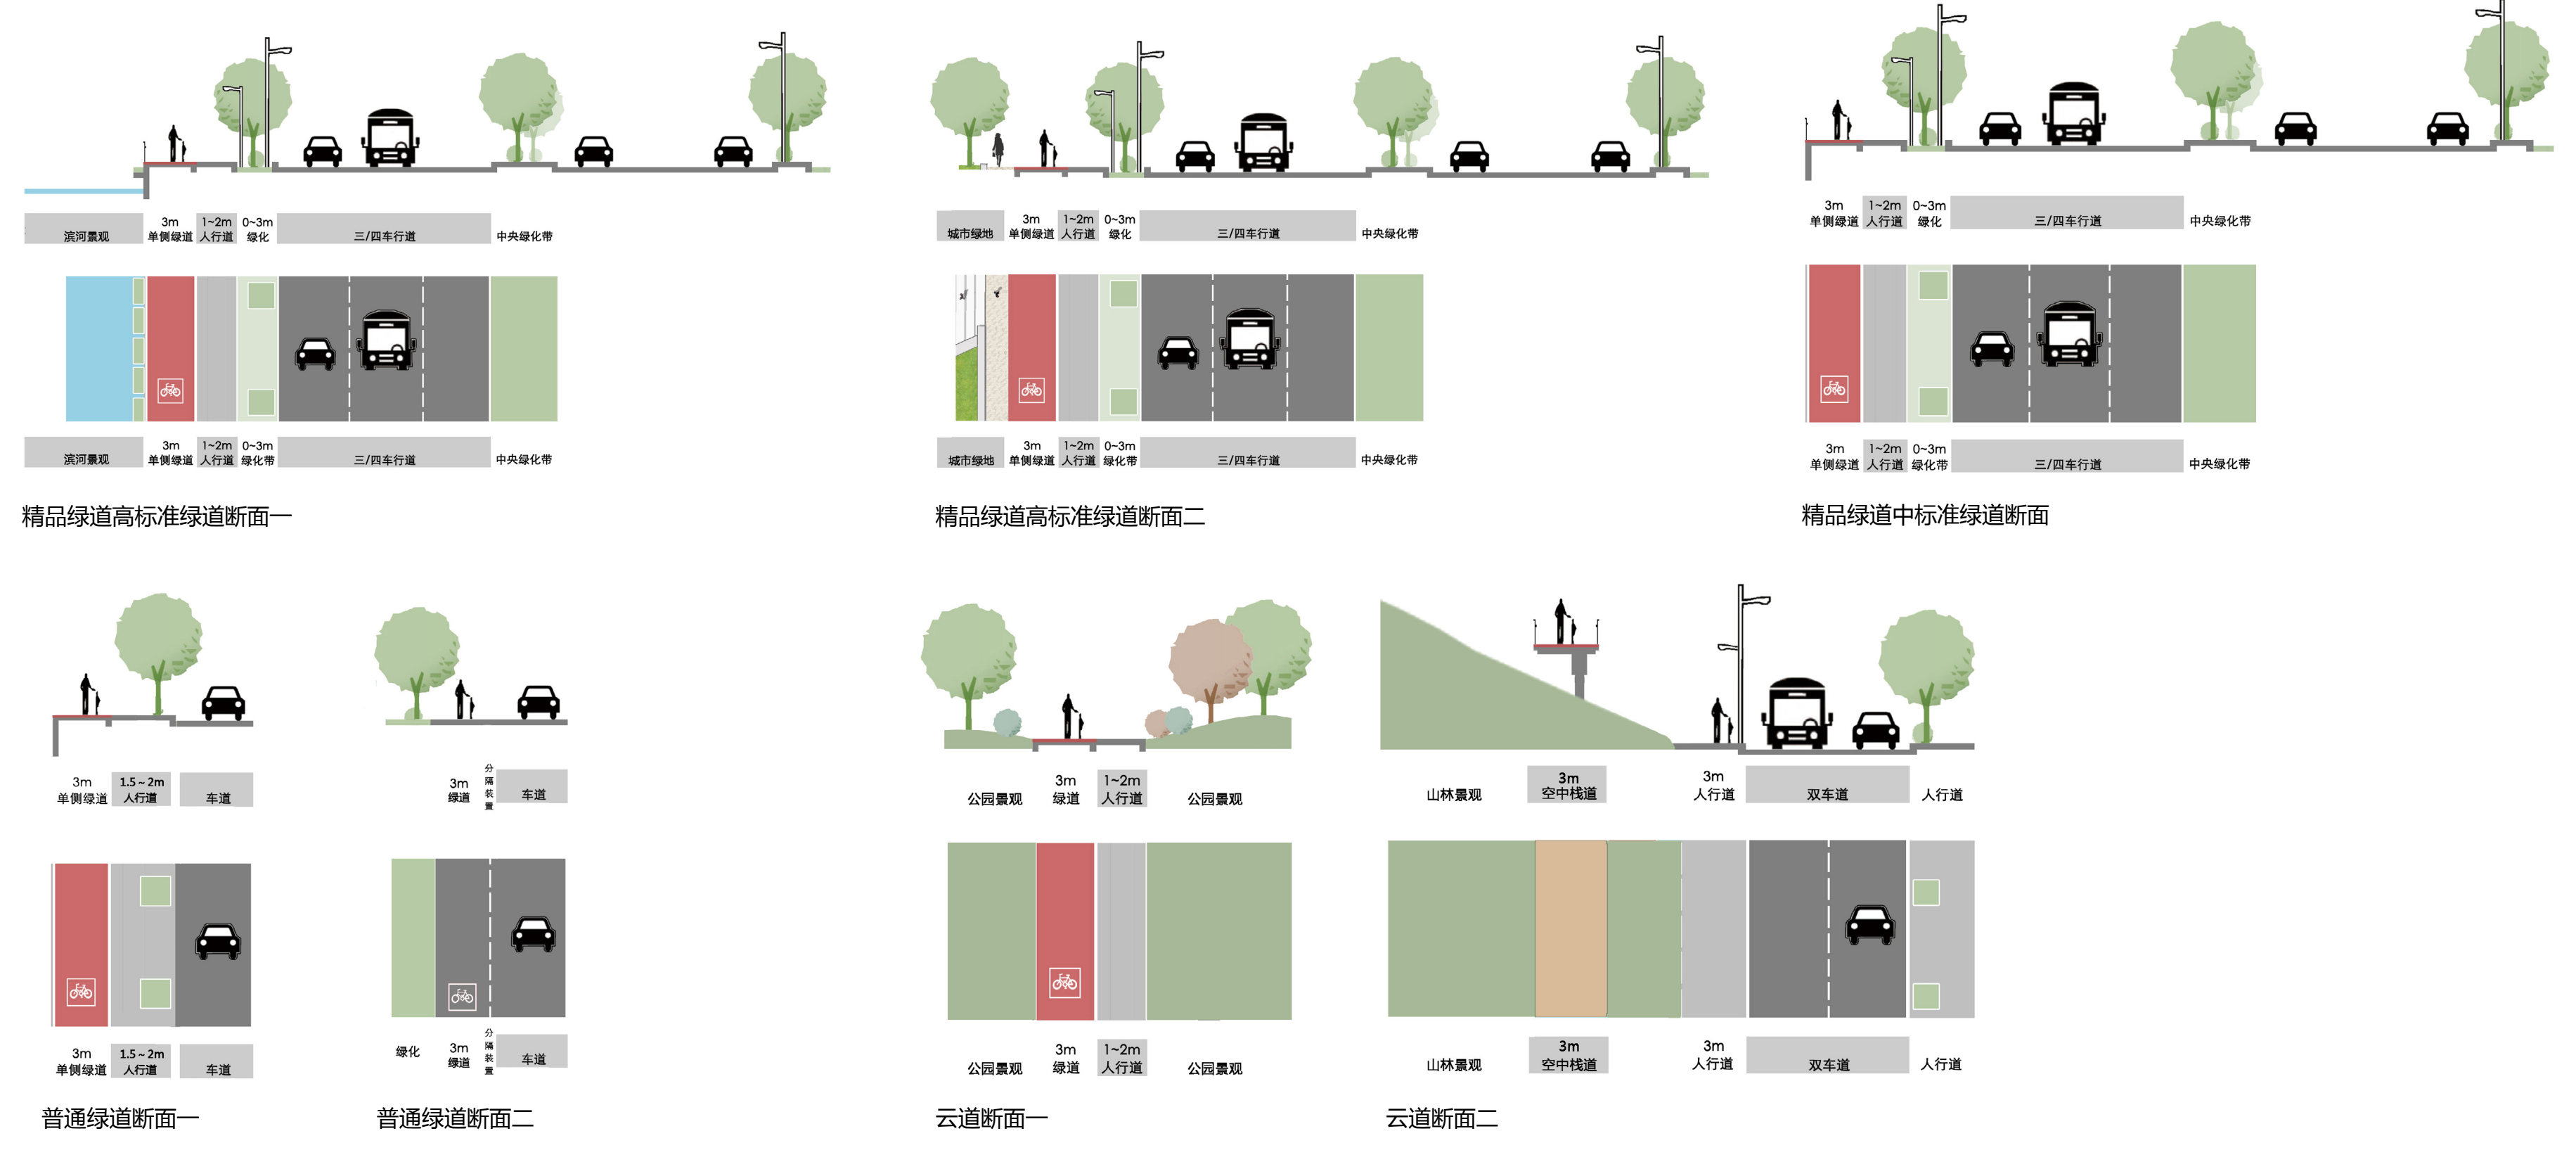 3m 1~2m 0~3m
滨河景观 单侧绿道 人行道 绿化 三/四车行道 中央绿化带
3m 1~2m 0~3m
滨河景观 单侧绿道 人行道 绿化带 三/四车行道 中央绿化带
精品绿道高标准绿道断面一
3m 1~2m 0~3m
城市绿地 单侧绿道 人行道 绿化 三/四车行道 中央绿化带
3m 1~2m 0~3m
城市绿地 单侧绿道 人行道 绿化带 三/四车行道 中央绿化带
精品绿道高标准绿道断面二
3m 1~2m 0~3m
单侧绿道 人行道 绿化 三/四车行道 中央绿化带
3m 1~2m 0~3m
单侧绿道 人行道 绿化带 三/四车行道 中央绿化带
精品绿道中标准绿道断面
3m 1.5~2m
单侧绿道 人行道 车道
3m 1.5~2m
单侧绿道 人行道 车道
普通绿道断面一
3m
绿道 分隔装置 车道
3m
绿化 绿道 分隔装置 车道
普通绿道断面二
3m 1~2m
公园景观 绿道 人行道 公园景观
3m 1~2m
公园景观 绿道 人行道 公园景观
云道断面一
3m 3m
山林景观 空中栈道 人行道 双车道 人行道
3m 3m
山林景观 空中栈道 人行道 双车道 人行道
云道断面二